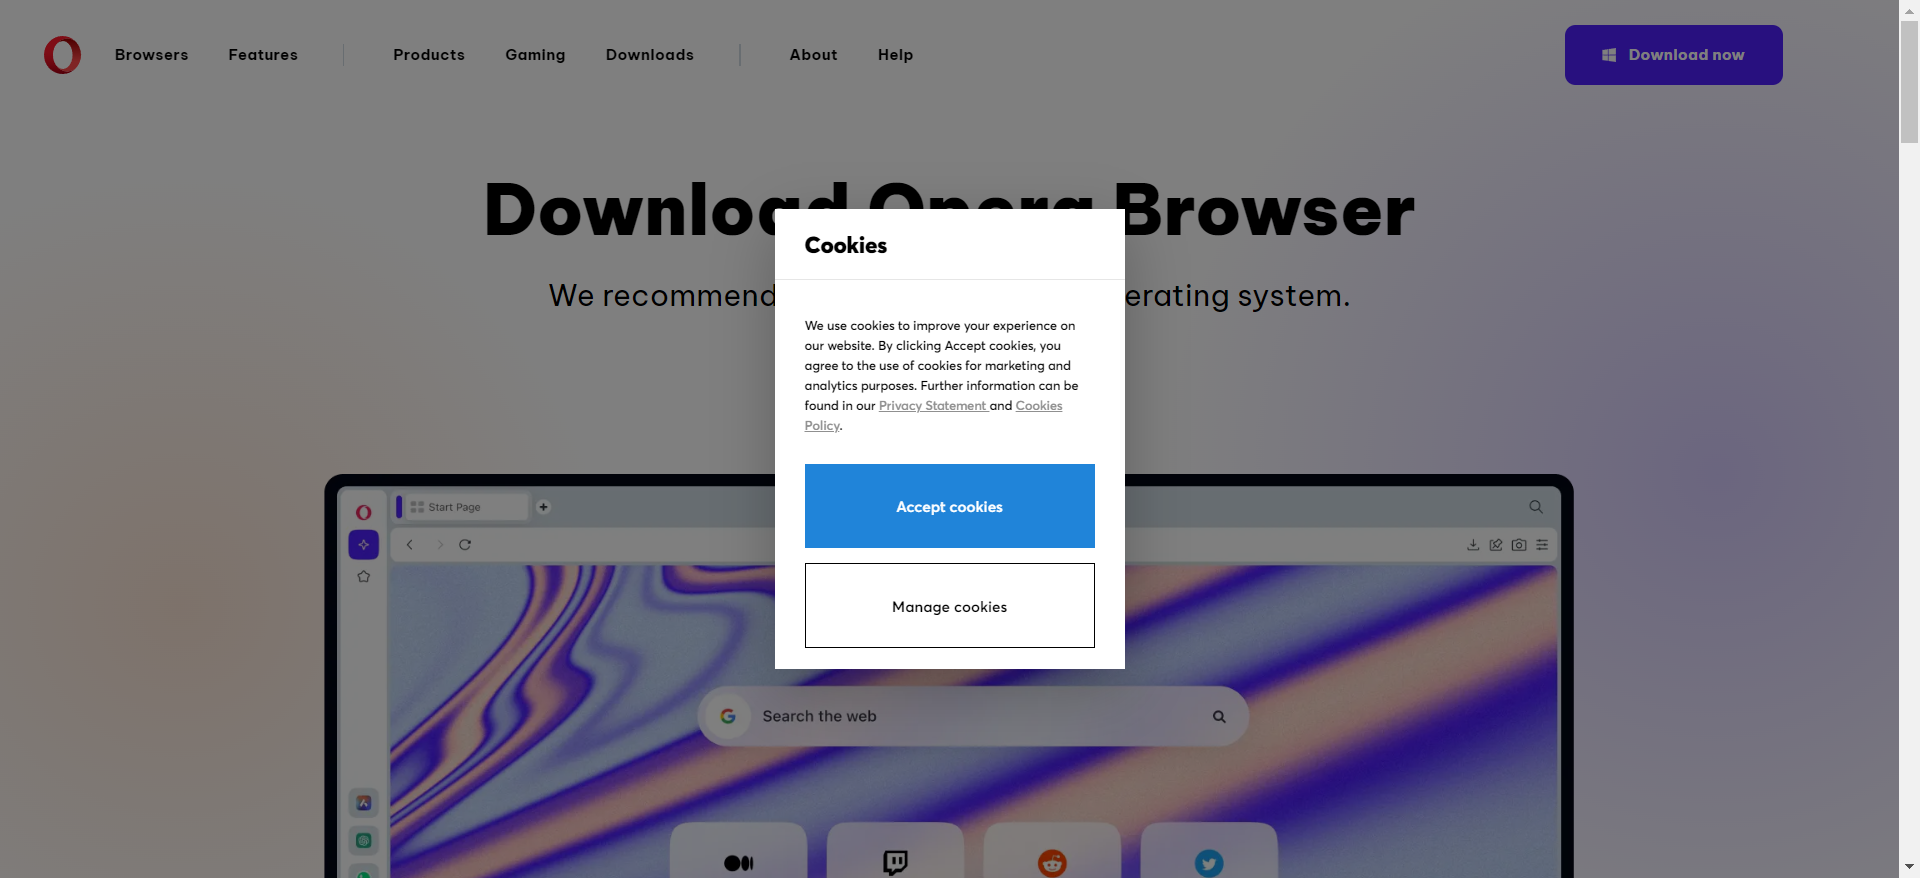 Browsers Features Products Gaming Downloads About Help Download now
Download Opera Browser
We recommend erating system.
Cookies
We use cookies to improve your experience on
our website. By clicking Accept cookies, you
agree to the use of cookies for marketing and
analytics purposes. Further information can be
found in our Privacy Statement and Cookies
Policy.
Accept cookies
Manage cookies
Start Page
Search the web